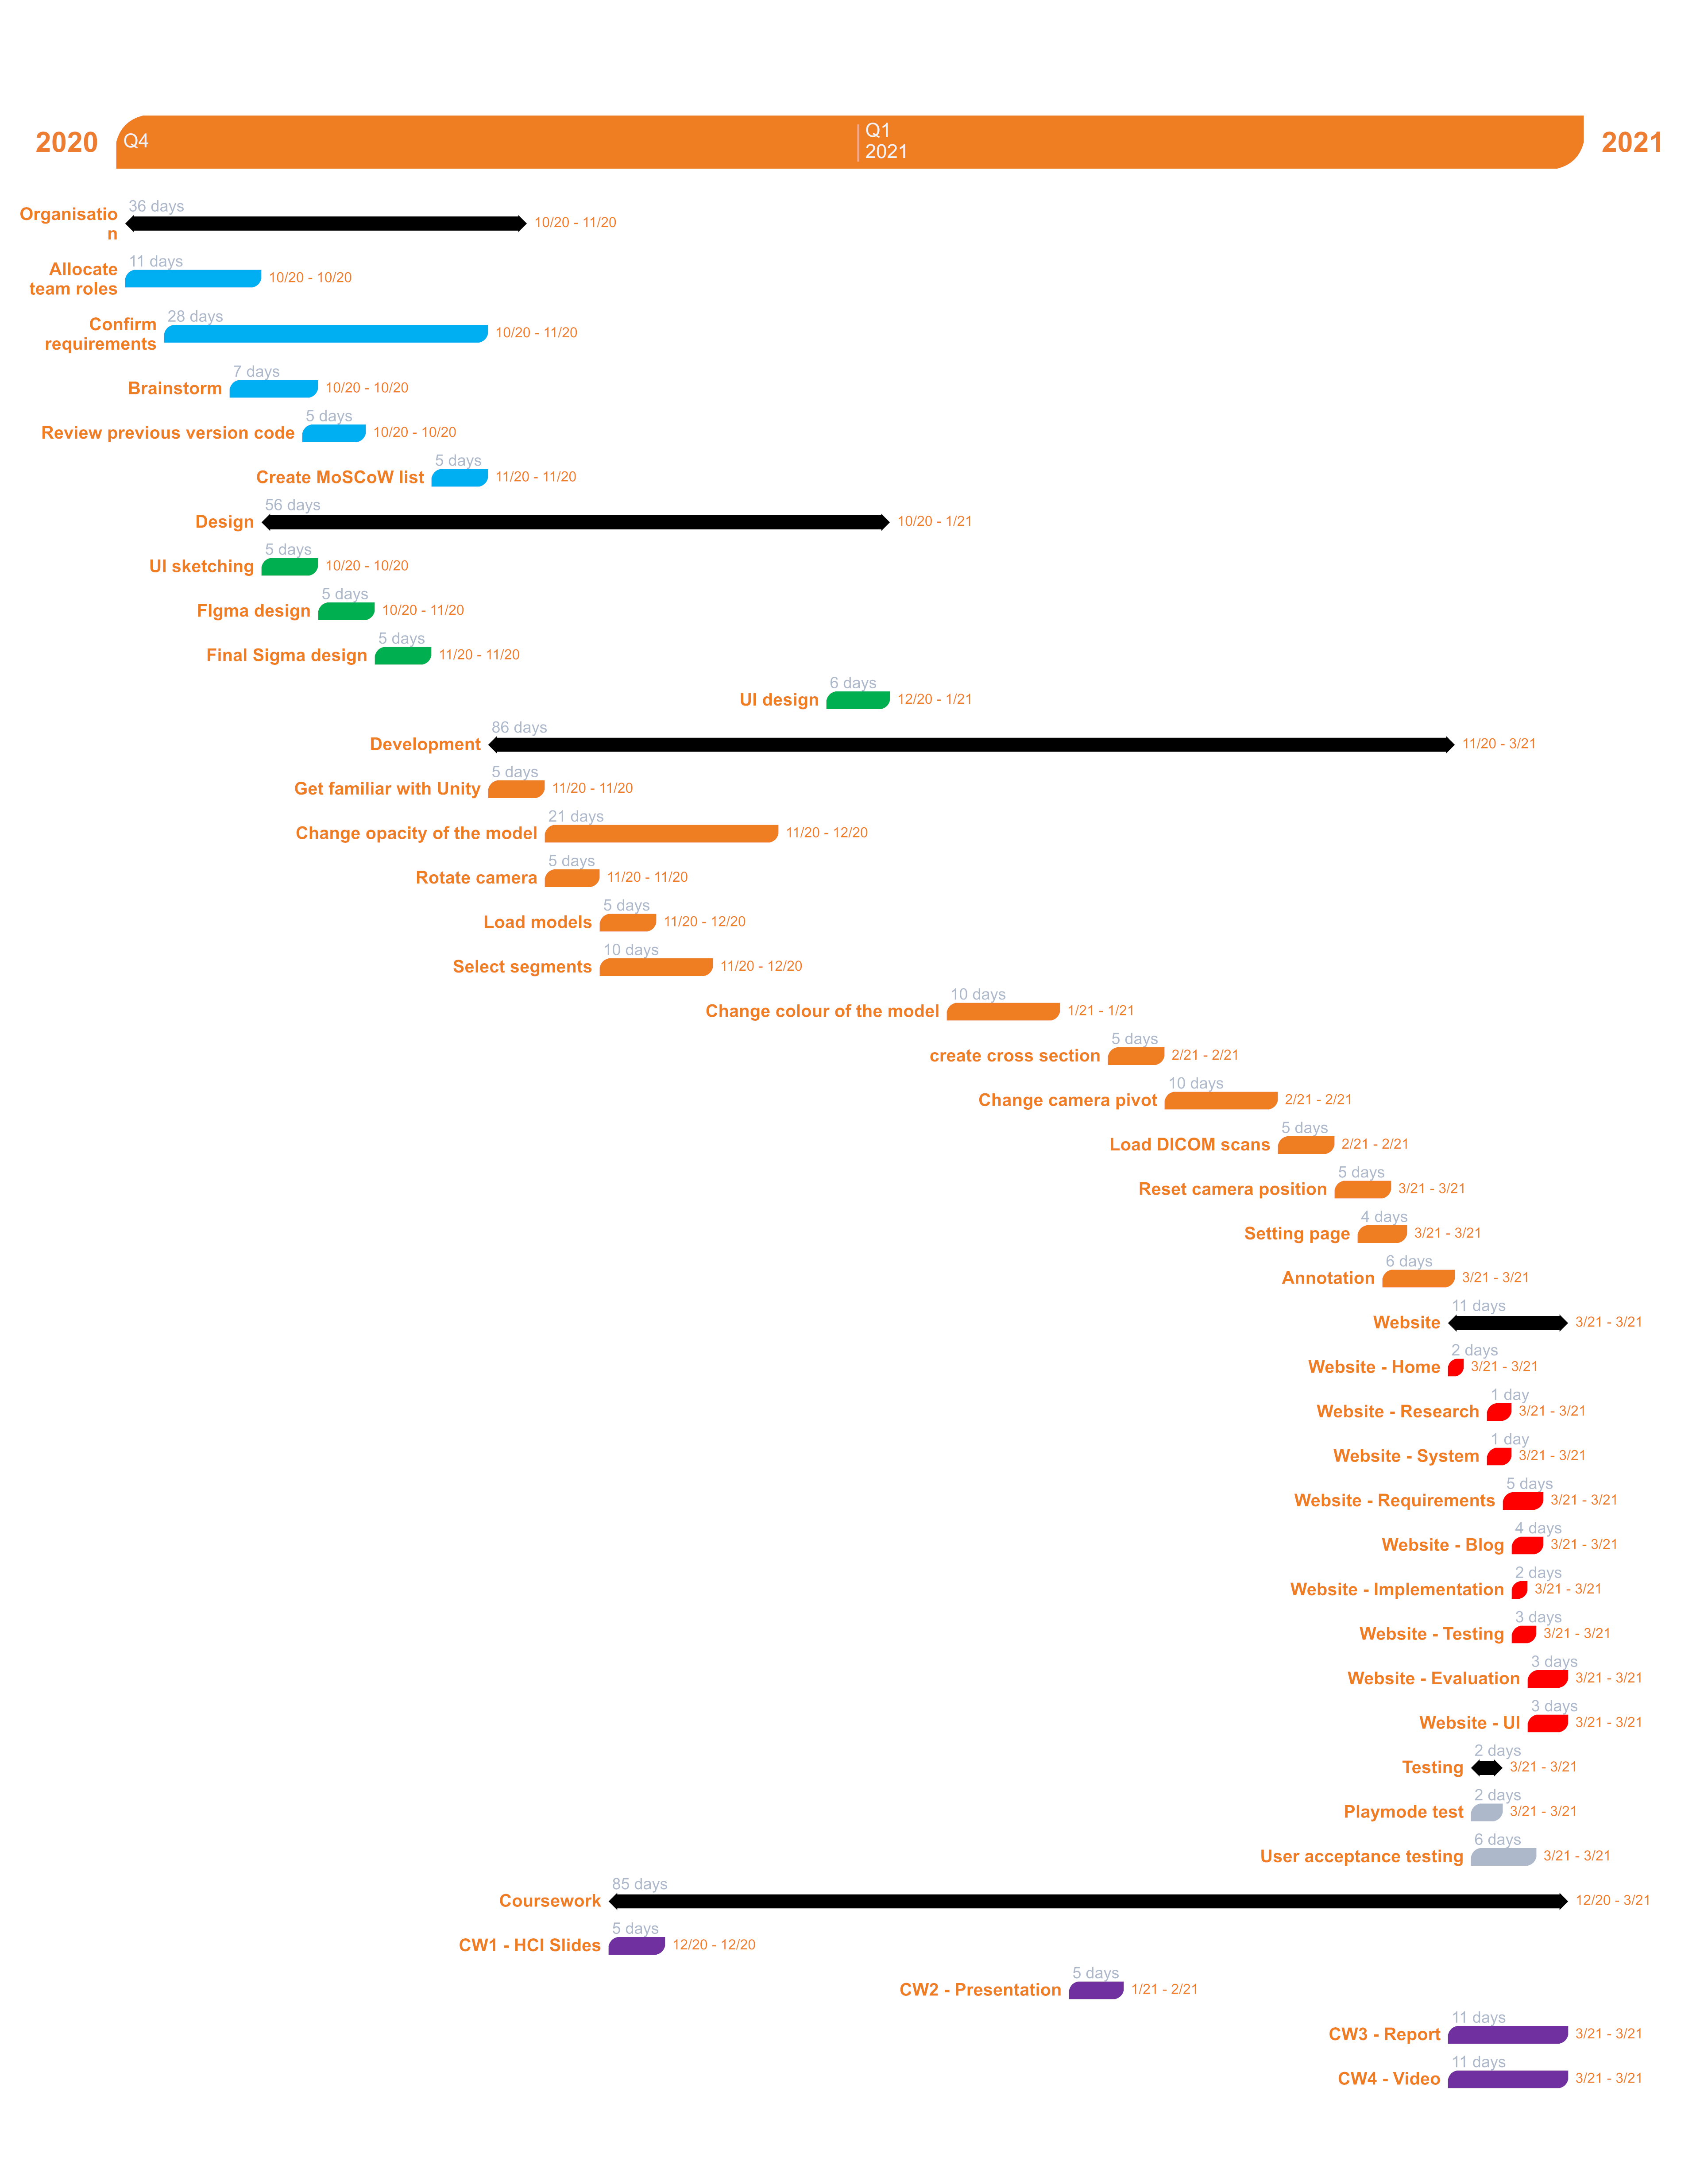 2020
Q4
Q1
2021
2021
36 days
Organisatio
n
10/20 - 11/20
11 days
Allocate
team roles
10/20 - 10/20
28 days
Confirm
requirements
10/20 - 11/20
7 days
Brainstorm
10/20 - 10/20
5 days
Review previous version code
10/20 - 10/20
5 days
Create MoSCoW list
11/20 - 11/20
56 days
Design
10/20 - 1/21
5 days
UI sketching
10/20 - 10/20
5 days
FIgma design
10/20 - 11/20
5 days
Final Sigma design
11/20 - 11/20
6 days
UI design
12/20 - 1/21
86 days
Development
11/20 - 3/21
5 days
Get familiar with Unity
11/20 - 11/20
21 days
Change opacity of the model
11/20 - 12/20
5 days
Rotate camera
11/20 - 11/20
5 days
Load models
11/20 - 12/20
10 days
Select segments
11/20 - 12/20
10 days
Change colour of the model
1/21 - 1/21
5 days
create cross section
2/21 - 2/21
10 days
Change camera pivot
2/21 - 2/21
5 days
Load DICOM scans
2/21 - 2/21
5 days
Reset camera position
3/21 - 3/21
4 days
Setting page
3/21 - 3/21
6 days
Annotation
3/21 - 3/21
11 days
Website
3/21 - 3/21
2 days
Website - Home
3/21 - 3/21
1 day
Website - Research
3/21 - 3/21
1 day
Website - System
3/21 - 3/21
5 days
Website - Requirements
3/21 - 3/21
4 days
Website - Blog
3/21 - 3/21
2 days
Website - Implementation
3/21 - 3/21
3 days
Website - Testing
3/21 - 3/21
3 days
Website - Evaluation
3/21 - 3/21
3 days
Website - UI
3/21 - 3/21
2 days
Testing
3/21 - 3/21
2 days
Playmode test
3/21 - 3/21
6 days
User acceptance testing
3/21 - 3/21
85 days
Coursework
12/20 - 3/21
5 days
CW1 - HCI Slides
12/20 - 12/20
5 days
CW2 - Presentation
1/21 - 2/21
11 days
CW3 - Report
3/21 - 3/21
11 days
CW4 - Video
3/21 - 3/21